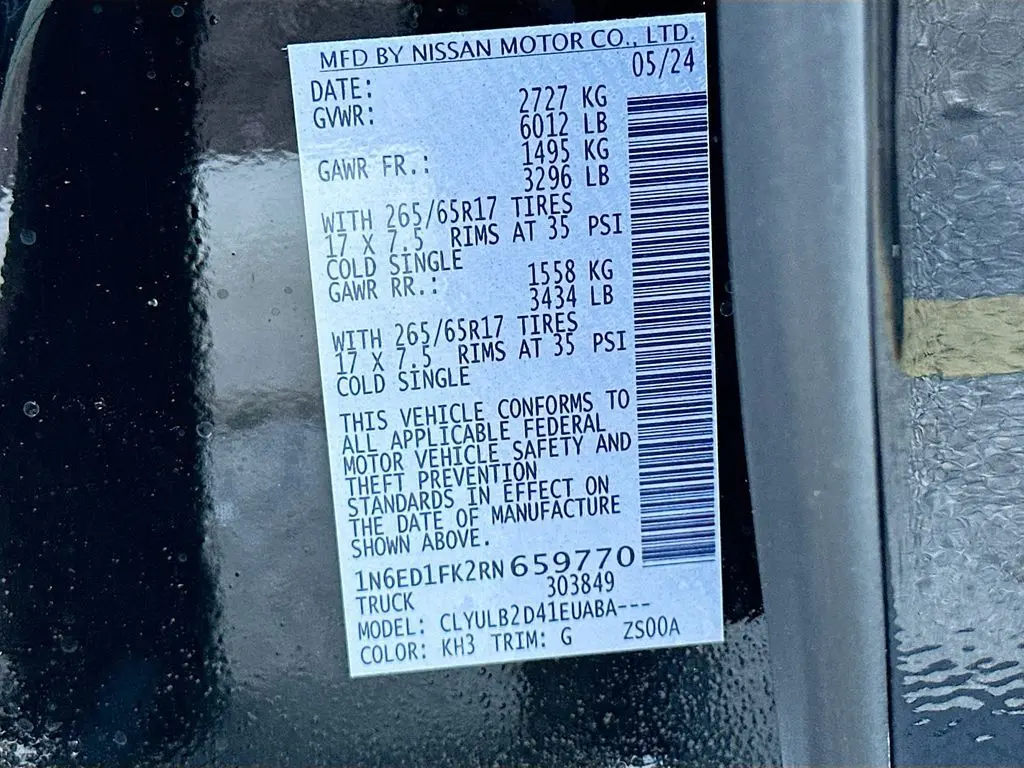 MFD BY NISSAN MOTOR CO., LTD.
DATE: 05/24
GVWR: 2727 KG
6012 LB
GAWR FR.: 1495 KG
3296 LB
WITH 265/65R17 TIRES
17 X 7.5 RIMS AT 35 PSI
COLD SINGLE
GAWR RR.: 1558 KG
3434 LB
WITH 265/65R17 TIRES
17 X 7.5 RIMS AT 35 PSI
COLD SINGLE
THIS VEHICLE CONFORMS TO
ALL APPLICABLE FEDERAL
MOTOR VEHICLE SAFETY AND
THEFT PREVENTION
STANDARDS IN EFFECT ON
THE DATE OF MANUFACTURE
SHOWN ABOVE.
1N6ED1FK2RN659770
TRUCK 303849
MODEL: CLYULB2D41EUABA---
COLOR: KH3 TRIM: G ZS00A